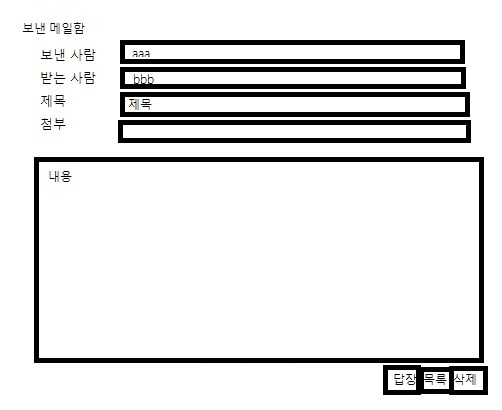 보낸 메일함
보낸 사람 aaa
받는 사람 bbb
제목 제목
첨부
내용
답장 목록 삭제